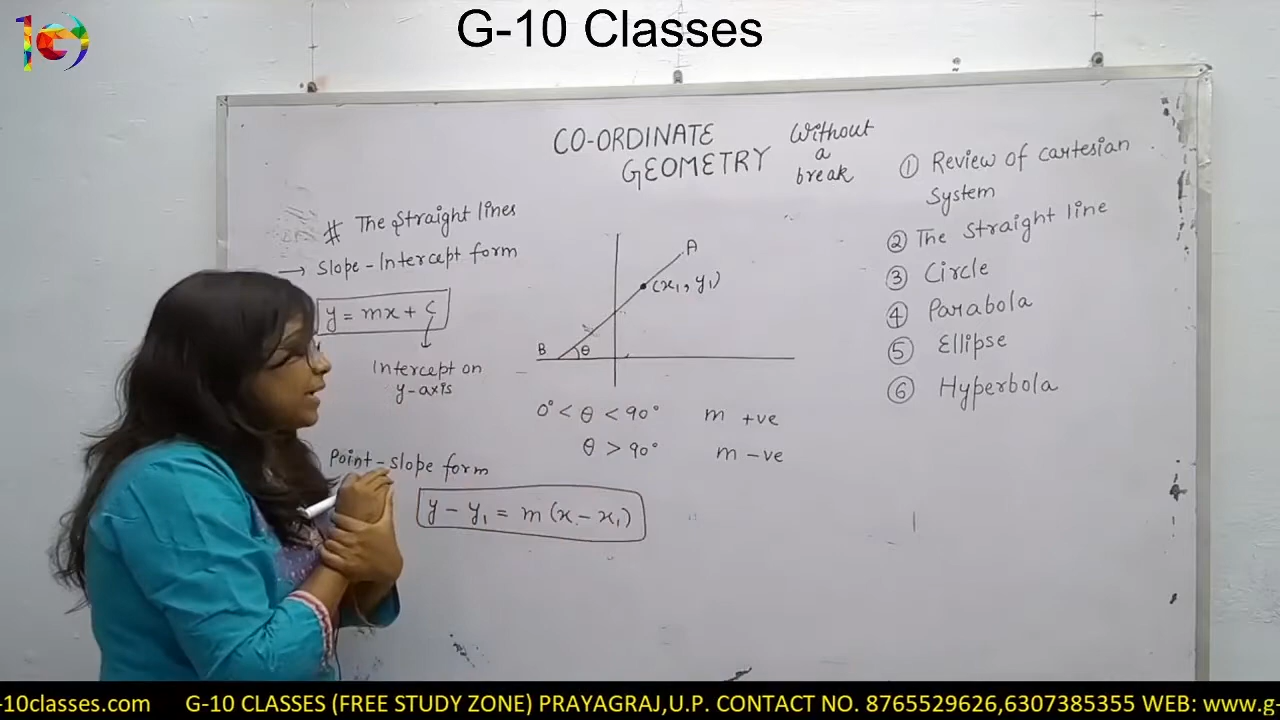 G-10 Classes
CO-ORDINATE
GEOMETRY
Without
a
break
# The Straight lines
→ Slope-Intercept form
y = mx + c
Intercept on
y-axis
Point-slope form
y - y₁ = m(x - x₁)
A
(x₁, y₁)
B
θ
0° < θ < 90° m +ve
θ > 90° m -ve
① Review of cartesian
system
② The straight line
③ Circle
④ Parabola
⑤ Ellipse
⑥ Hyperbola
-10classes.com G-10 CLASSES (FREE STUDY ZONE) PRAYAGRAJ,U.P. CONTACT NO. 8765529626,6307385355 WEB: www.g-